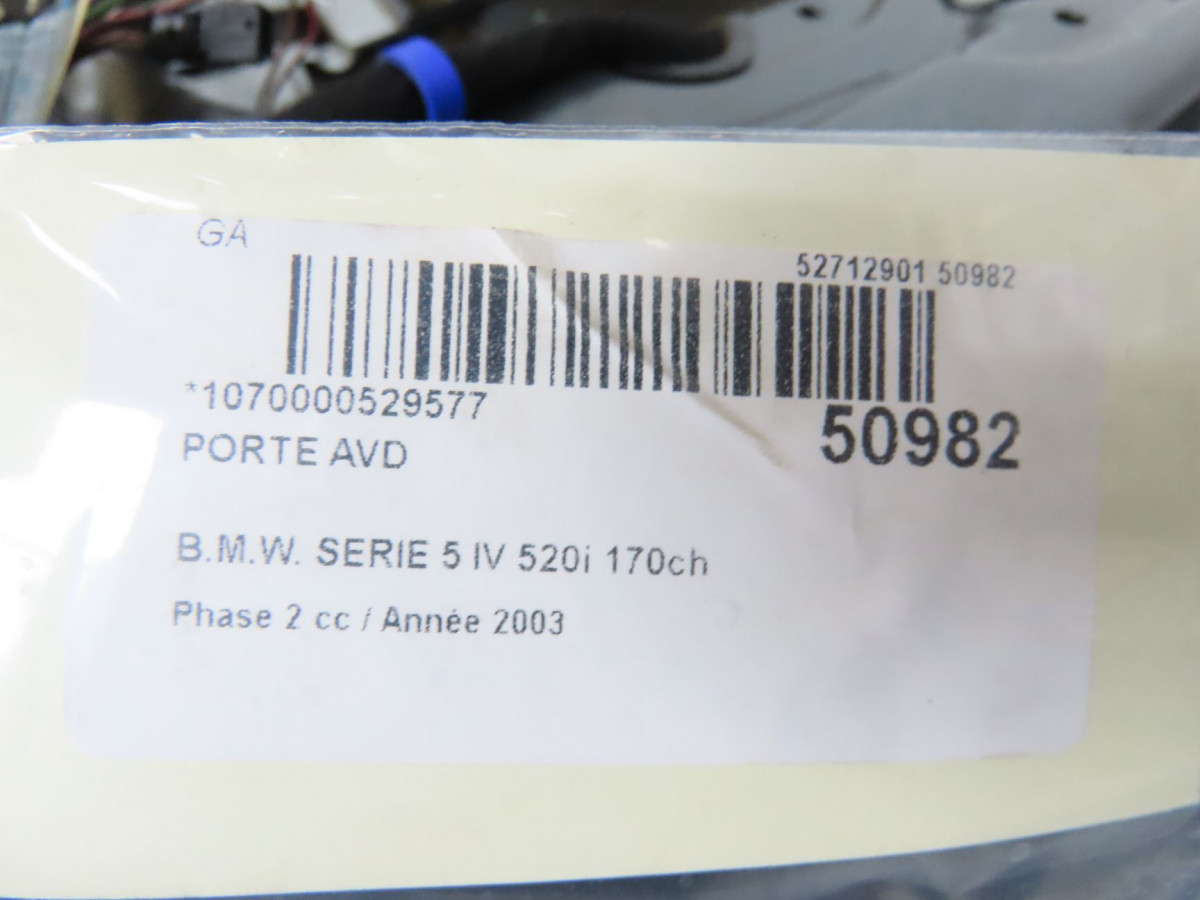 GA
52712901 50982
*1070000529577
50982
PORTE AVD
B.M.W. SERIE 5 IV 520i 170ch
Phase 2 cc / Année 2003